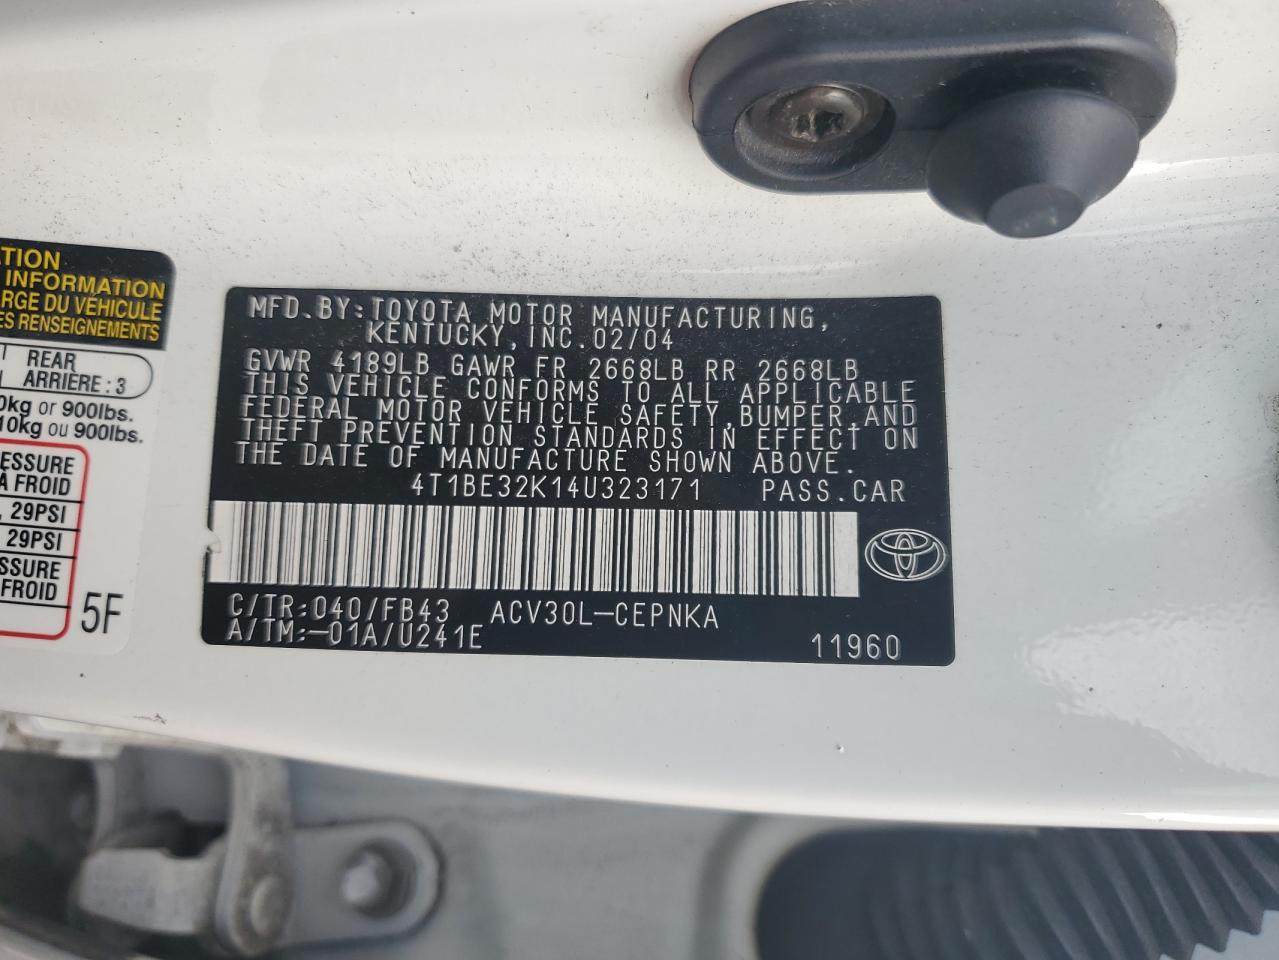 TION
INFORMATION
RGE DU VÉHICULE
ES RENSEIGNEMENTS
REAR
ARRIERE : 3
0kg or 900lbs.
10kg ou 900lbs.
ESSURE
A FROID
, 29PSI
29PSI
SSURE
FROID
5F
MFD.BY:TOYOTA MOTOR MANUFACTURING,
KENTUCKY,INC.02/04
GVWR 4189LB GAWR FR 2668LB RR 2668LB
THIS VEHICLE CONFORMS TO ALL APPLICABLE
FEDERAL MOTOR VEHICLE SAFETY,BUMPER,AND
THEFT PREVENTION STANDARDS IN EFFECT ON
THE DATE OF MANUFACTURE SHOWN ABOVE.
4T1BE32K14U323171 PASS.CAR
C/TR:040/FB43 ACV30L-CEPNKA
A/TM:-01A/U241E 11960